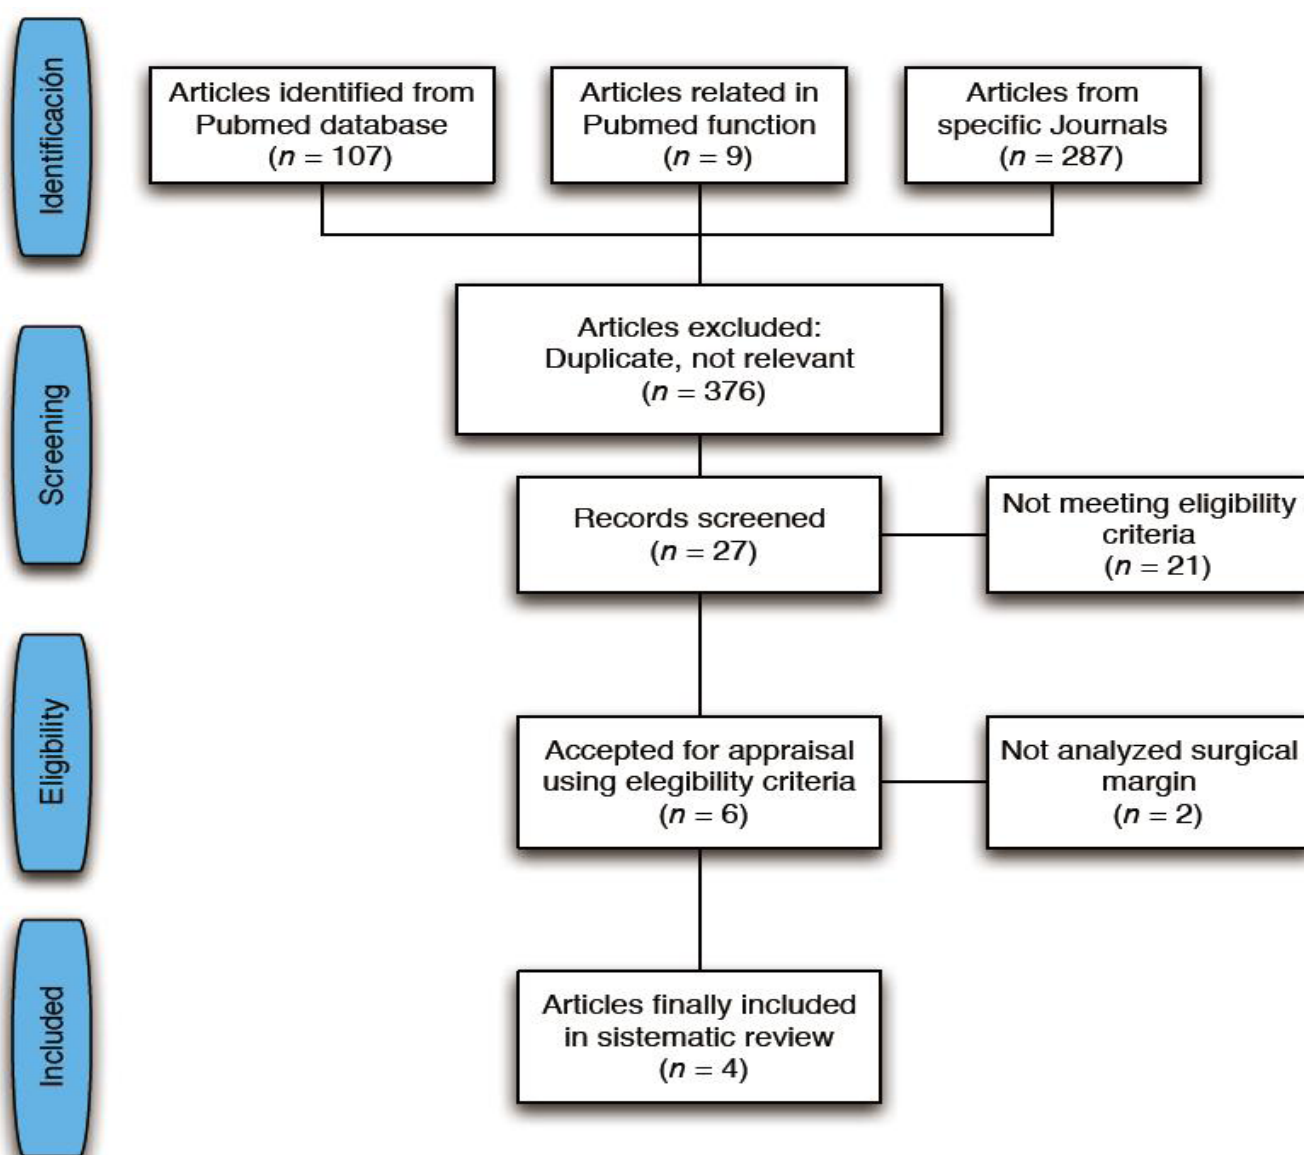 Identificación
Articles identified from
Pubmed database
(n = 107)
Articles related in
Pubmed function
(n = 9)
Articles from
specific Journals
(n = 287)
Screening
Articles excluded:
Duplicate, not relevant
(n = 376)
Records screened
(n = 27)
Not meeting eligibility
criteria
(n = 21)
Eligibility
Accepted for appraisal
using elegibility criteria
(n = 6)
Not analyzed surgical
margin
(n = 2)
Included
Articles finally included
in sistematic review
(n = 4)